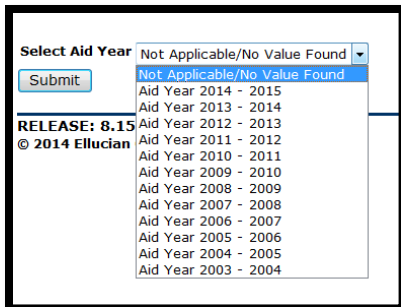 Select Aid Year Not Applicable/No Value Found
Not Applicable/No Value Found
Submit
Aid Year 2014 - 2015
Aid Year 2013 - 2014
RELEASE: 8.15
Aid Year 2012 - 2013
© 2014 Ellucian
Aid Year 2011 - 2012
Aid Year 2010 - 2011
Aid Year 2009 - 2010
Aid Year 2008 - 2009
Aid Year 2007 - 2008
Aid Year 2006 - 2007
Aid Year 2005 - 2006
Aid Year 2004 - 2005
Aid Year 2003 - 2004